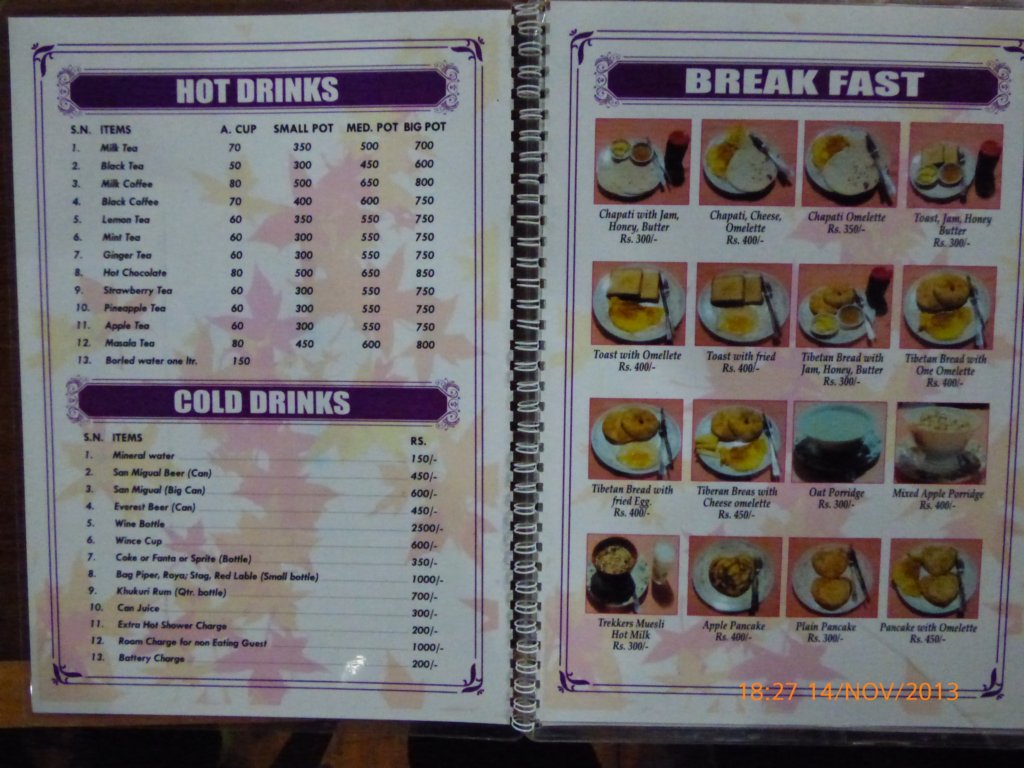 HOT DRINKS
S.N. ITEMS A. CUP SMALL POT MED. POT BIG POT
1. Milk Tea 70 350 500 700
2. Black Tea 50 300 450 600
3. Milk Coffee 80 500 650 800
4. Black Coffee 70 400 600 750
5. Lemon Tea 60 350 550 750
6. Mint Tea 60 300 550 750
7. Ginger Tea 60 300 550 750
8. Hot Chocolate 80 500 650 850
9. Strawberry Tea 60 300 550 750
10. Pineapple Tea 60 300 550 750
11. Apple Tea 60 300 550 750
12. Masala Tea 80 450 600 800
13. Borled water one ltr. 150
COLD DRINKS
S.N. ITEMS RS.
1. Mineral water 150/-
2. San Migual Beer (Can) 450/-
3. San Migual (Big Can) 600/-
4. Everest Beer (Can) 450/-
5. Wine Bottle 2500/-
6. Wince Cup 600/-
7. Coke or Fanta or Sprite (Bottle) 350/-
8. Bag Piper, Roya; Stag, Red Lable (Small bottle) 1000/-
9. Khukuri Rum (Qtr. bottle) 700/-
10. Can Juice 300/-
11. Extra Hot Shower Charge 200/-
12. Room Charge for non Eating Guest 1000/-
13. Battery Charge 200/-
BREAK FAST
Chapati with Jam,
Honey, Butter
Rs. 300/-
Chapati, Cheese,
Omelette
Rs. 400/-
Chapati Omelette
Rs. 350/-
Toast, Jam, Honey
Butter
Rs. 300/-
Toast with Omellete
Rs. 400/-
Toast with fried
Rs. 400/-
Tibetan Bread with
Jam, Honey, Butter
Rs. 300/-
Tibetan Bread with
One Omelette
Rs. 400/-
Tibetan Bread with
fried Egg.
Rs. 400/-
Tiberan Breas with
Cheese omelette
Rs. 450/-
Oat Porridge
Rs. 300/-
Mixed Apple Porridge
Rs. 400/-
Trekkers Muesli
Hot Milk
Rs. 300/-
Apple Pancake
Rs. 400/-
Plain Pancake
Rs. 300/-
Pancake with Omelette
Rs. 450/-
18:27 14/NOV/2013